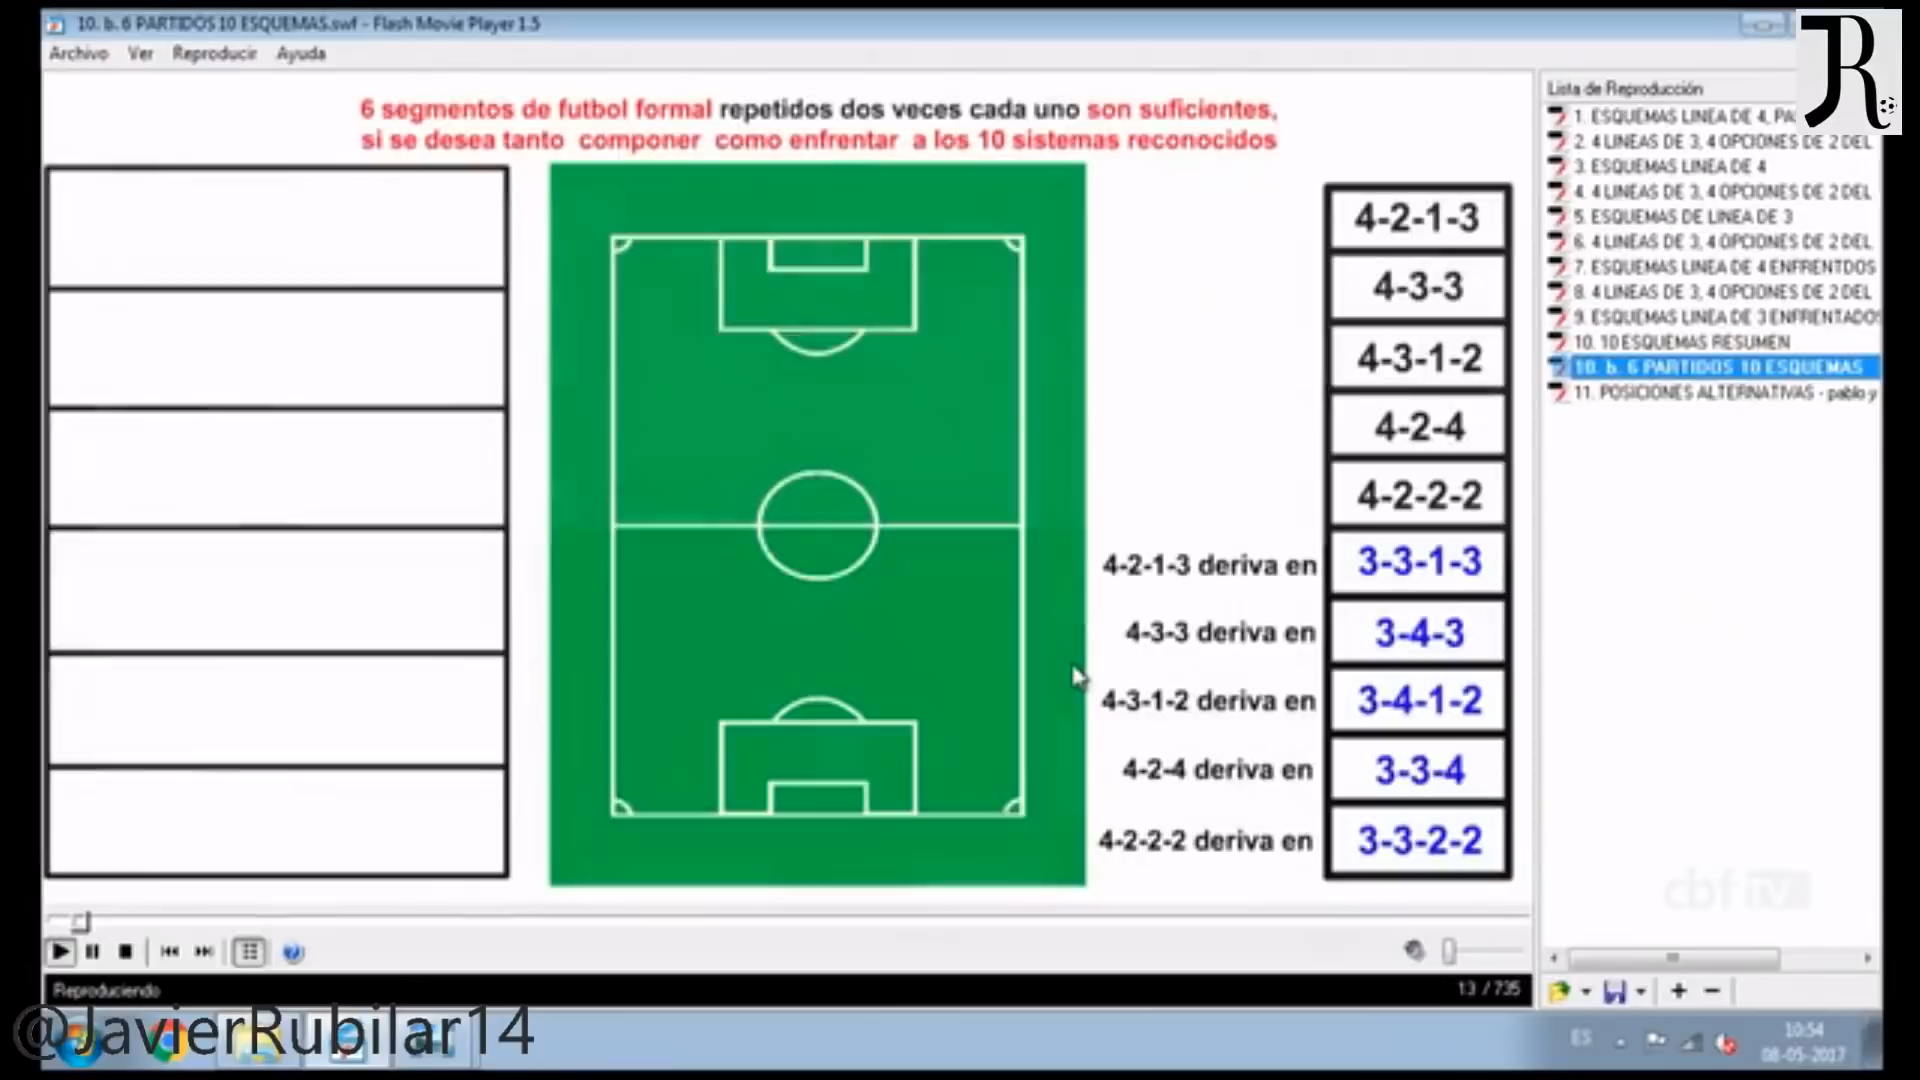 10. b. 6 PARTIDOS 10 ESQUEMAS.swf - Flash Movie Player 1.5
Archivo Ver Reproducir Ayuda
JR
6 segmentos de futbol formal repetidos dos veces cada uno son suficientes,
si se desea tanto componer como enfrentar a los 10 sistemas reconocidos
4-2-1-3
4-3-3
4-3-1-2
4-2-4
4-2-2-2
4-2-1-3 deriva en 3-3-1-3
4-3-3 deriva en 3-4-3
4-3-1-2 deriva en 3-4-1-2
4-2-4 deriva en 3-3-4
4-2-2-2 deriva en 3-3-2-2
Lista de Reproducción
1. ESQUEMAS LINEA DE 4, PA
2. 4 LINEAS DE 3, 4 OPCIONES DE 2 DEL
3. ESQUEMAS LINEA DE 4
4. 4 LINEAS DE 3, 4 OPCIONES DE 2 DEL
5. ESQUEMAS DE LINEA DE 3
6. 4 LINEAS DE 3, 4 OPCIONES DE 2 DEL
7. ESQUEMAS LINEA DE 4 ENFRENTDOS
8. 4 LINEAS DE 3, 4 OPCIONES DE 2 DEL
9. ESQUEMAS LINEA DE 3 ENFRENTADOS
10. 10 ESQUEMAS RESUMEN
10. b. 6 PARTIDOS 10 ESQUEMAS
11. POSICIONES ALTERNATIVAS - pablo y
cbf tv
Reproduciendo
13 / 735
@JavierRubilar14
ES
10:54
08-05-2017